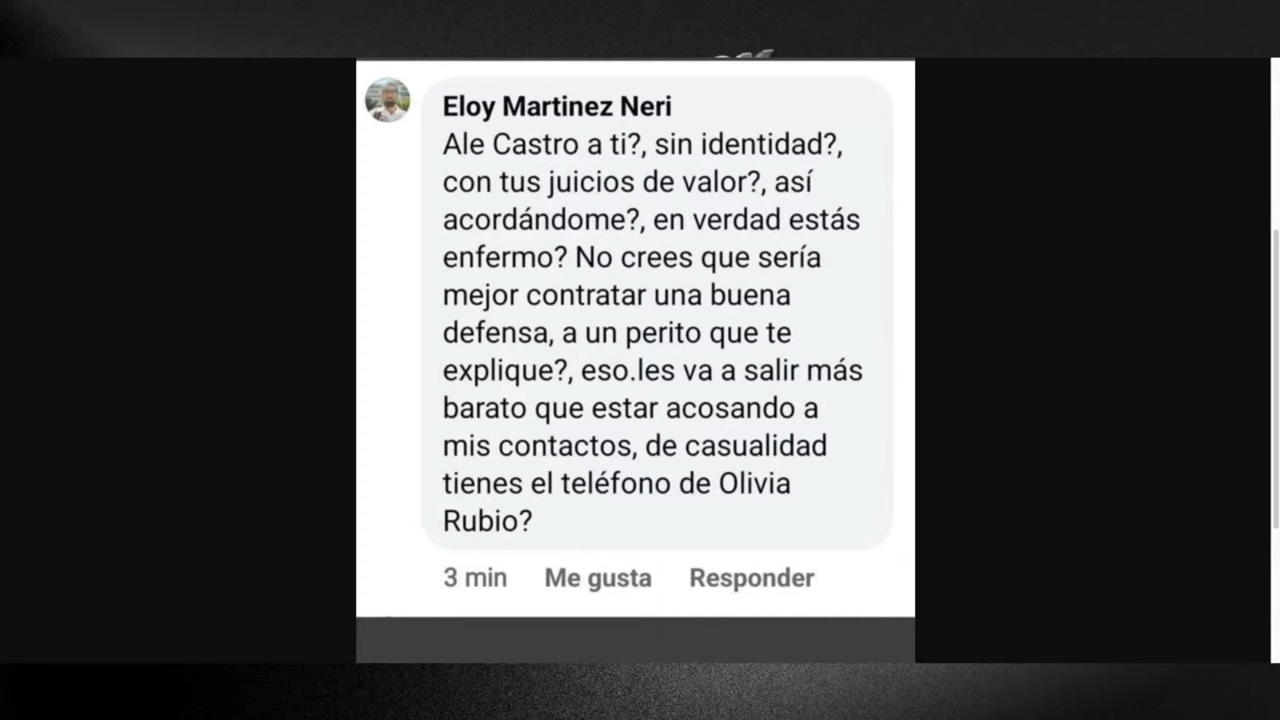 Eloy Martinez Neri
Ale Castro a ti?, sin identidad?,
con tus juicios de valor?, así
acordándome?, en verdad estás
enfermo? No crees que sería
mejor contratar una buena
defensa, a un perito que te
explique?, eso.les va a salir más
barato que estar acosando a
mis contactos, de casualidad
tienes el teléfono de Olivia
Rubio?
3 min Me gusta Responder